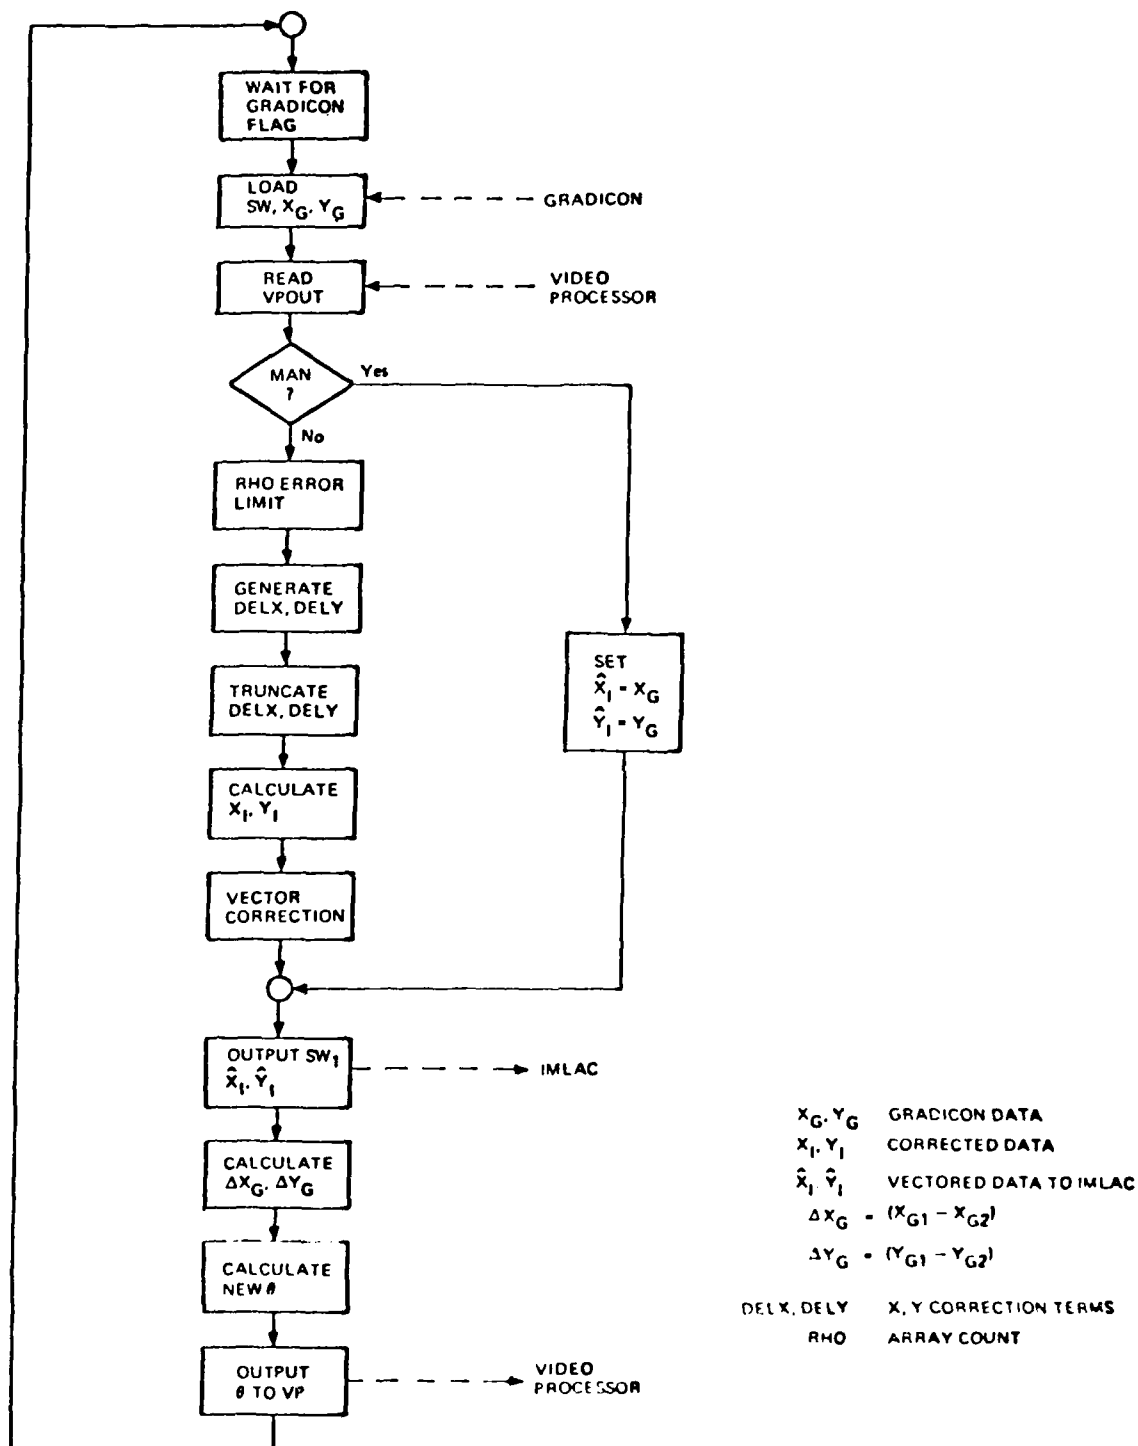 WAIT FOR
GRADICON
FLAG
LOAD
SW, X_G, Y_G
GRADICON
READ
VPOUT
VIDEO
PROCESSOR
MAN
?
Yes
No
RHO ERROR
LIMIT
GENERATE
DELX, DELY
TRUNCATE
DELX, DELY
CALCULATE
X_I, Y_I
VECTOR
CORRECTION
SET
X̂_I = X_G
Ŷ_I = Y_G
OUTPUT SW,
X̂_I, Ŷ_I
IMLAC
CALCULATE
ΔX_G, ΔY_G
CALCULATE
NEW θ
OUTPUT
θ TO VP
VIDEO
PROCESSOR
X_G, Y_G GRADICON DATA
X_I, Y_I CORRECTED DATA
X̂_I Ŷ_I VECTORED DATA TO IMLAC
ΔX_G = (X_G1 − X_G2)
ΔY_G = (Y_G1 − Y_G2)
DELX, DELY X, Y CORRECTION TERMS
RHO ARRAY COUNT